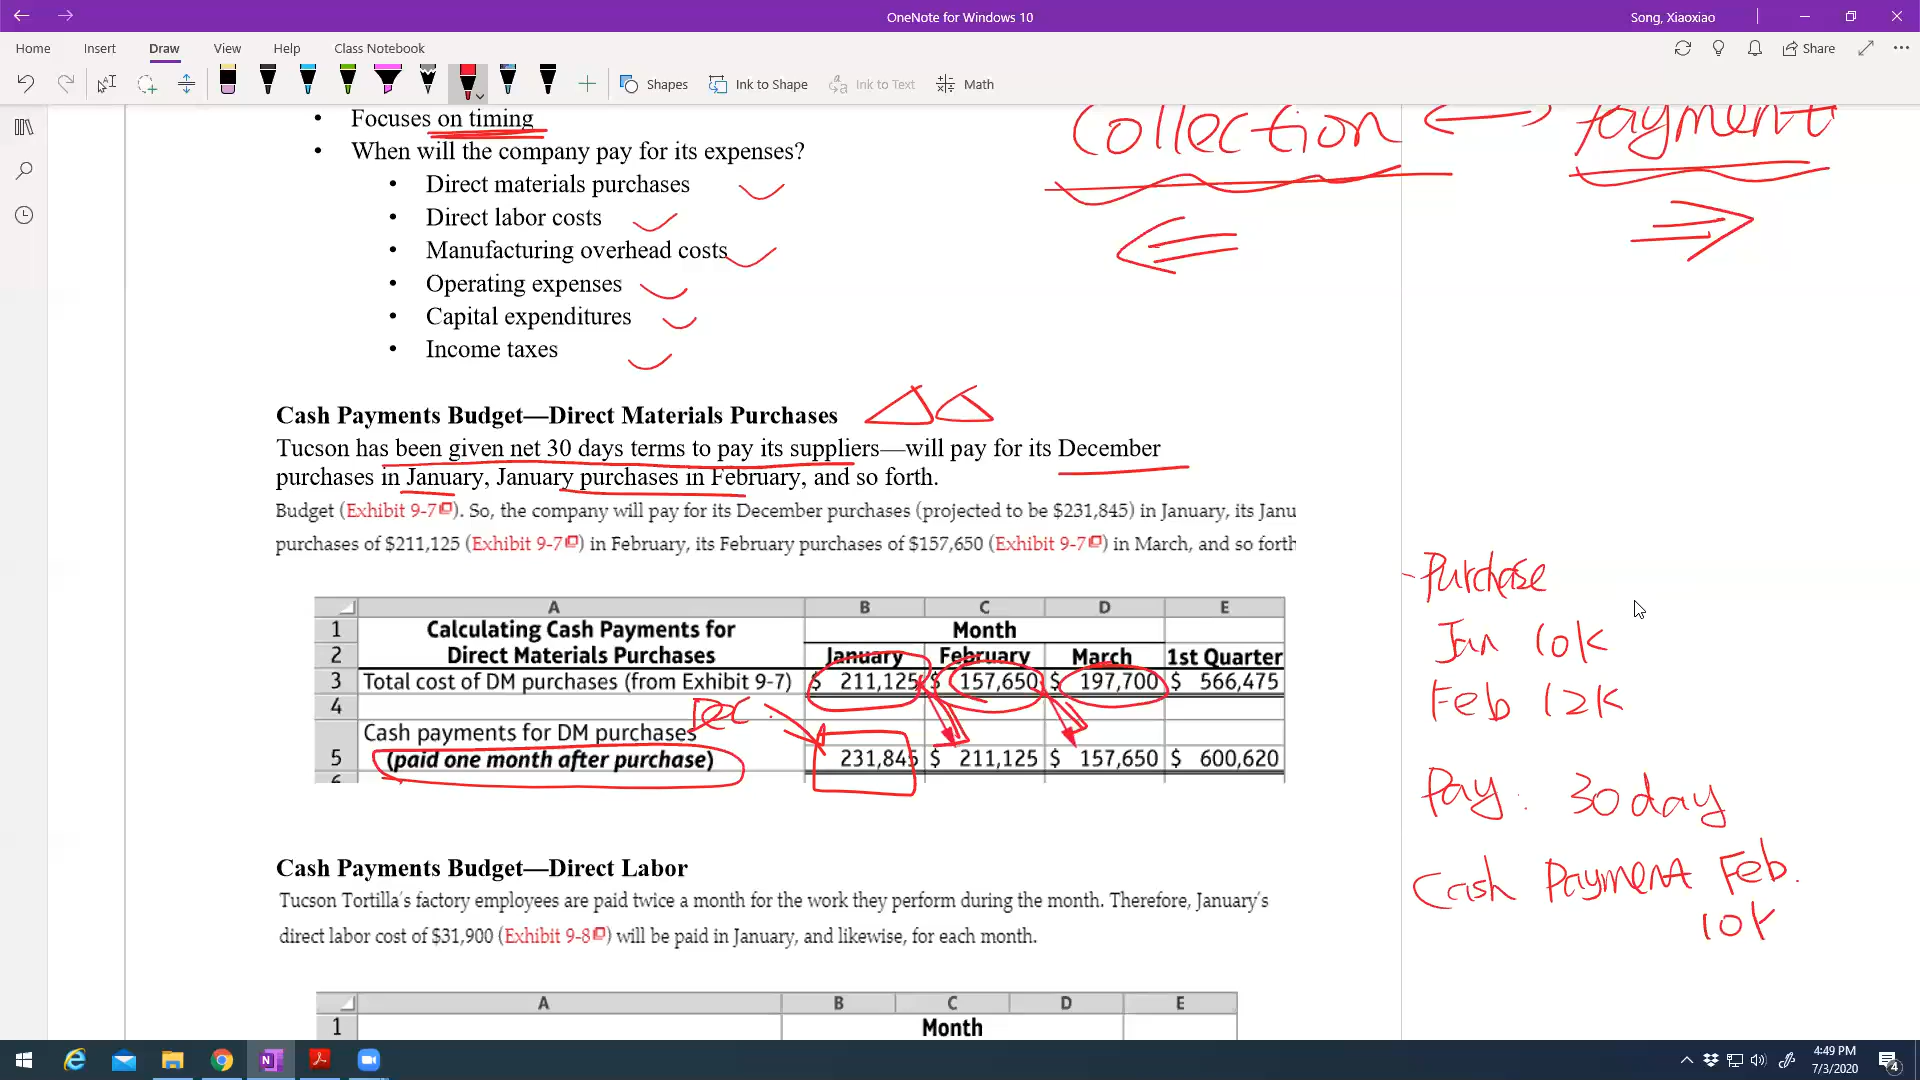 OneNote for Windows 10
Song, Xiaoxiao
Home Insert Draw View Help Class Notebook Share
Shapes Ink to Shape Ink to Text Math
• Focuses on timing
Collection Payment
• When will the company pay for its expenses?
• Direct materials purchases
• Direct labor costs
• Manufacturing overhead costs
• Operating expenses
• Capital expenditures
• Income taxes
Cash Payments Budget—Direct Materials Purchases
Tucson has been given net 30 days terms to pay its suppliers—will pay for its December
purchases in January, January purchases in February, and so forth.
Budget (Exhibit 9-7). So, the company will pay for its December purchases (projected to be $231,845) in January, its Janu
purchases of $211,125 (Exhibit 9-7) in February, its February purchases of $157,650 (Exhibit 9-7) in March, and so forth
A B C D E
1 Calculating Cash Payments for Month
2 Direct Materials Purchases January February March 1st Quarter
3 Total cost of DM purchases (from Exhibit 9-7) $ 211,125 $ 157,650 $ 197,700 $ 566,475
4
Dec
Cash payments for DM purchases
5 (paid one month after purchase) 231,845 $ 211,125 $ 157,650 $ 600,620
6
Purchase
Jan 10K
Feb 12K
Pay: 30 day
Cash Payment Feb.
10K
Cash Payments Budget—Direct Labor
Tucson Tortilla's factory employees are paid twice a month for the work they perform during the month. Therefore, January's
direct labor cost of $31,900 (Exhibit 9-8) will be paid in January, and likewise, for each month.
A B C D E
1 Month
4:49 PM
7/3/2020
4